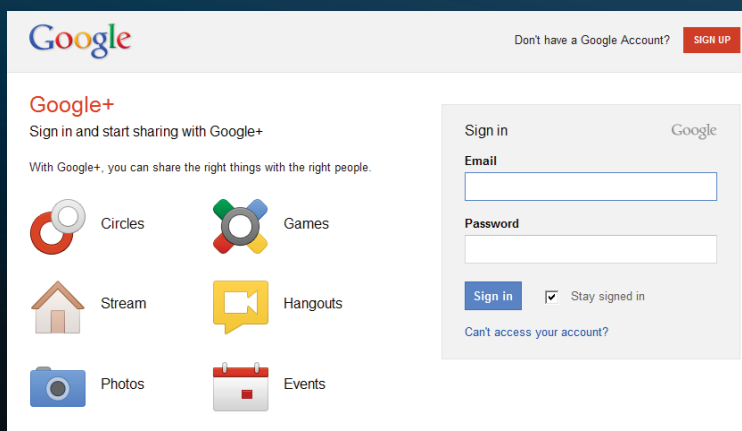 Google
Don't have a Google Account? SIGN UP
Google+
Sign in and start sharing with Google+
With Google+, you can share the right things with the right people.
Circles Games
Stream Hangouts
Photos Events
Sign in Google
Email
Password
Sign in Stay signed in
Can't access your account?